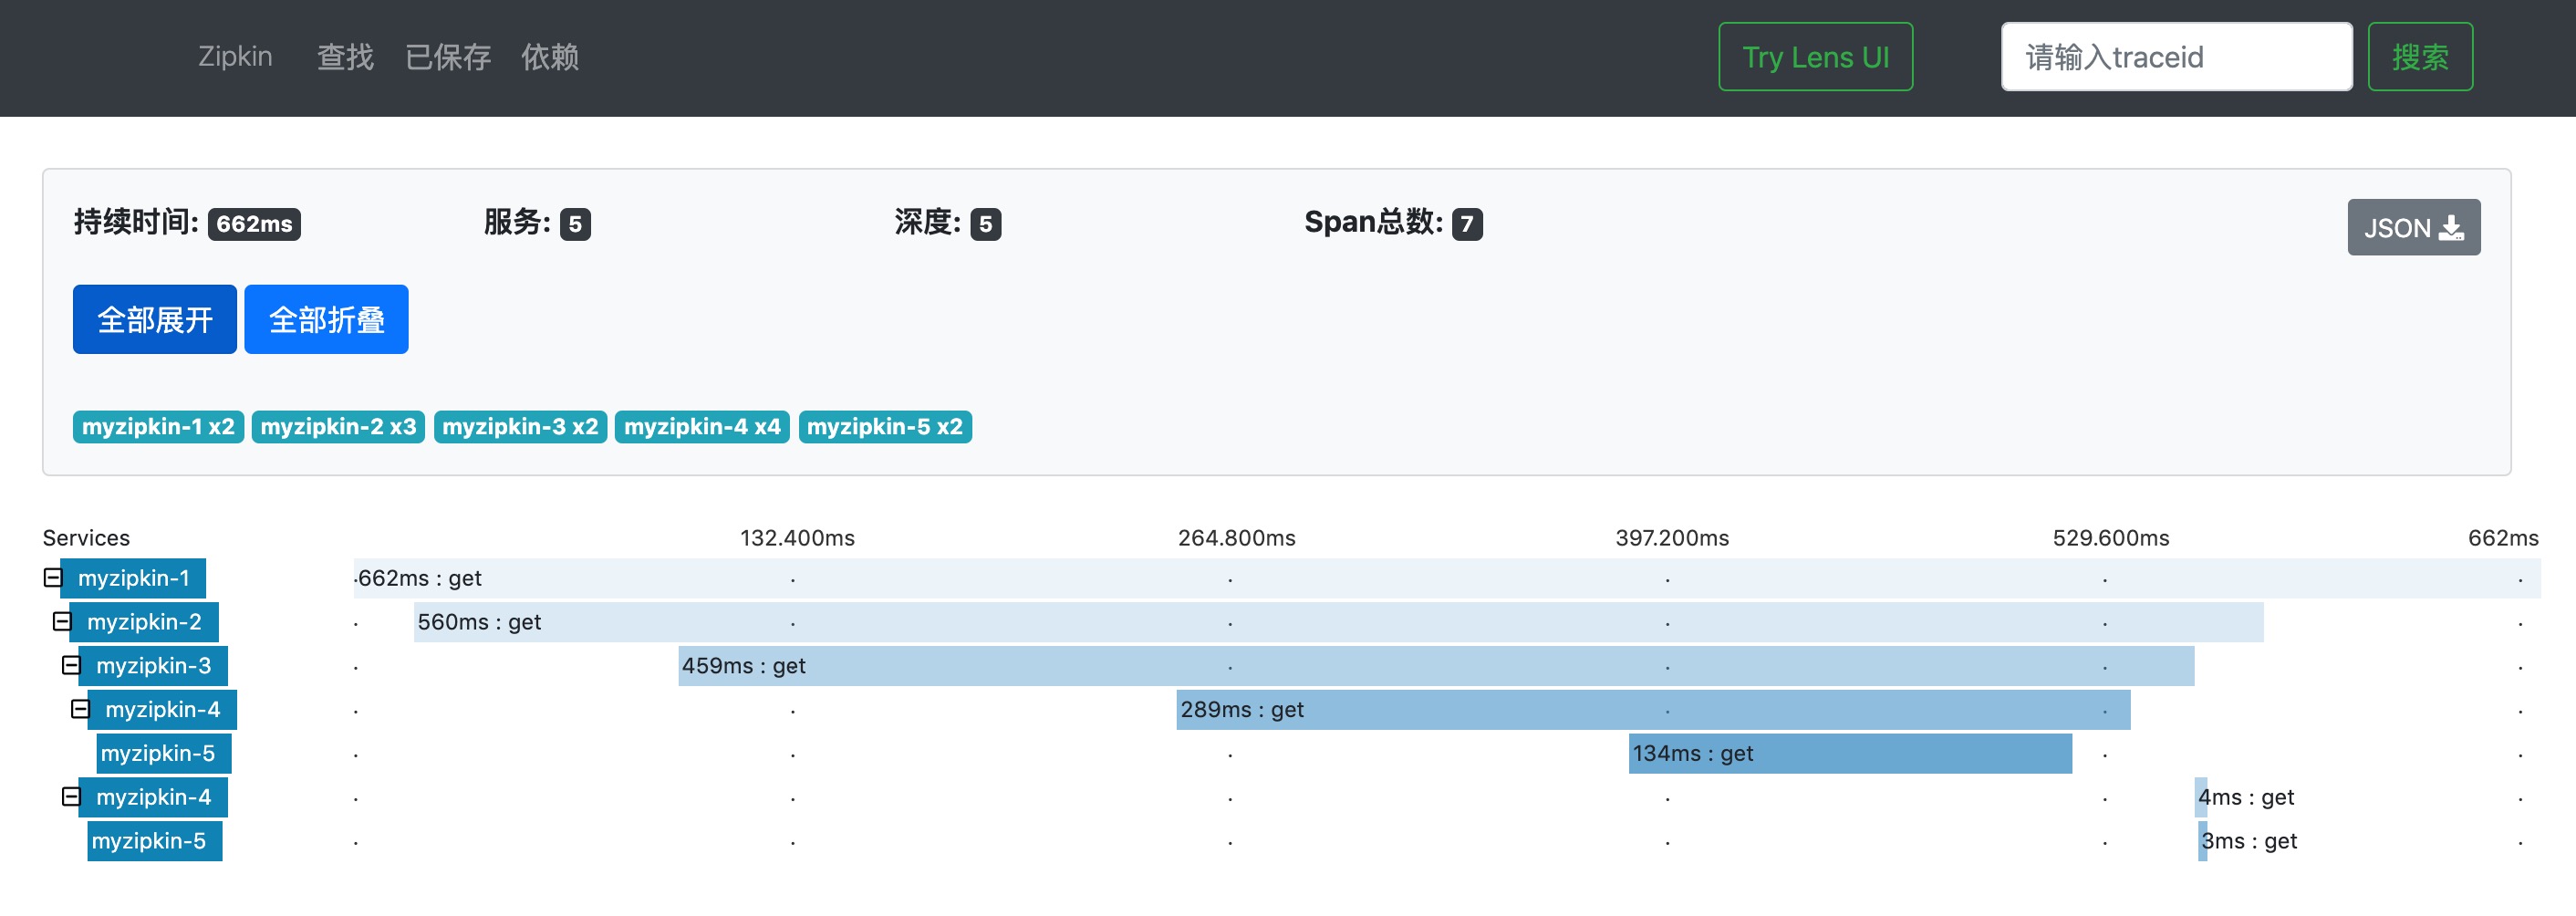 Zipkin 查找 已保存 依赖 Try Lens UI 请输入traceid 搜索
持续时间: 662ms 服务: 5 深度: 5 Span总数: 7 JSON
全部展开 全部折叠
myzipkin-1 x2 myzipkin-2 x3 myzipkin-3 x2 myzipkin-4 x4 myzipkin-5 x2
Services 132.400ms 264.800ms 397.200ms 529.600ms 662ms
myzipkin-1 662ms : get
myzipkin-2 560ms : get
myzipkin-3 459ms : get
myzipkin-4 289ms : get
myzipkin-5 134ms : get
myzipkin-4 4ms : get
myzipkin-5 3ms : get